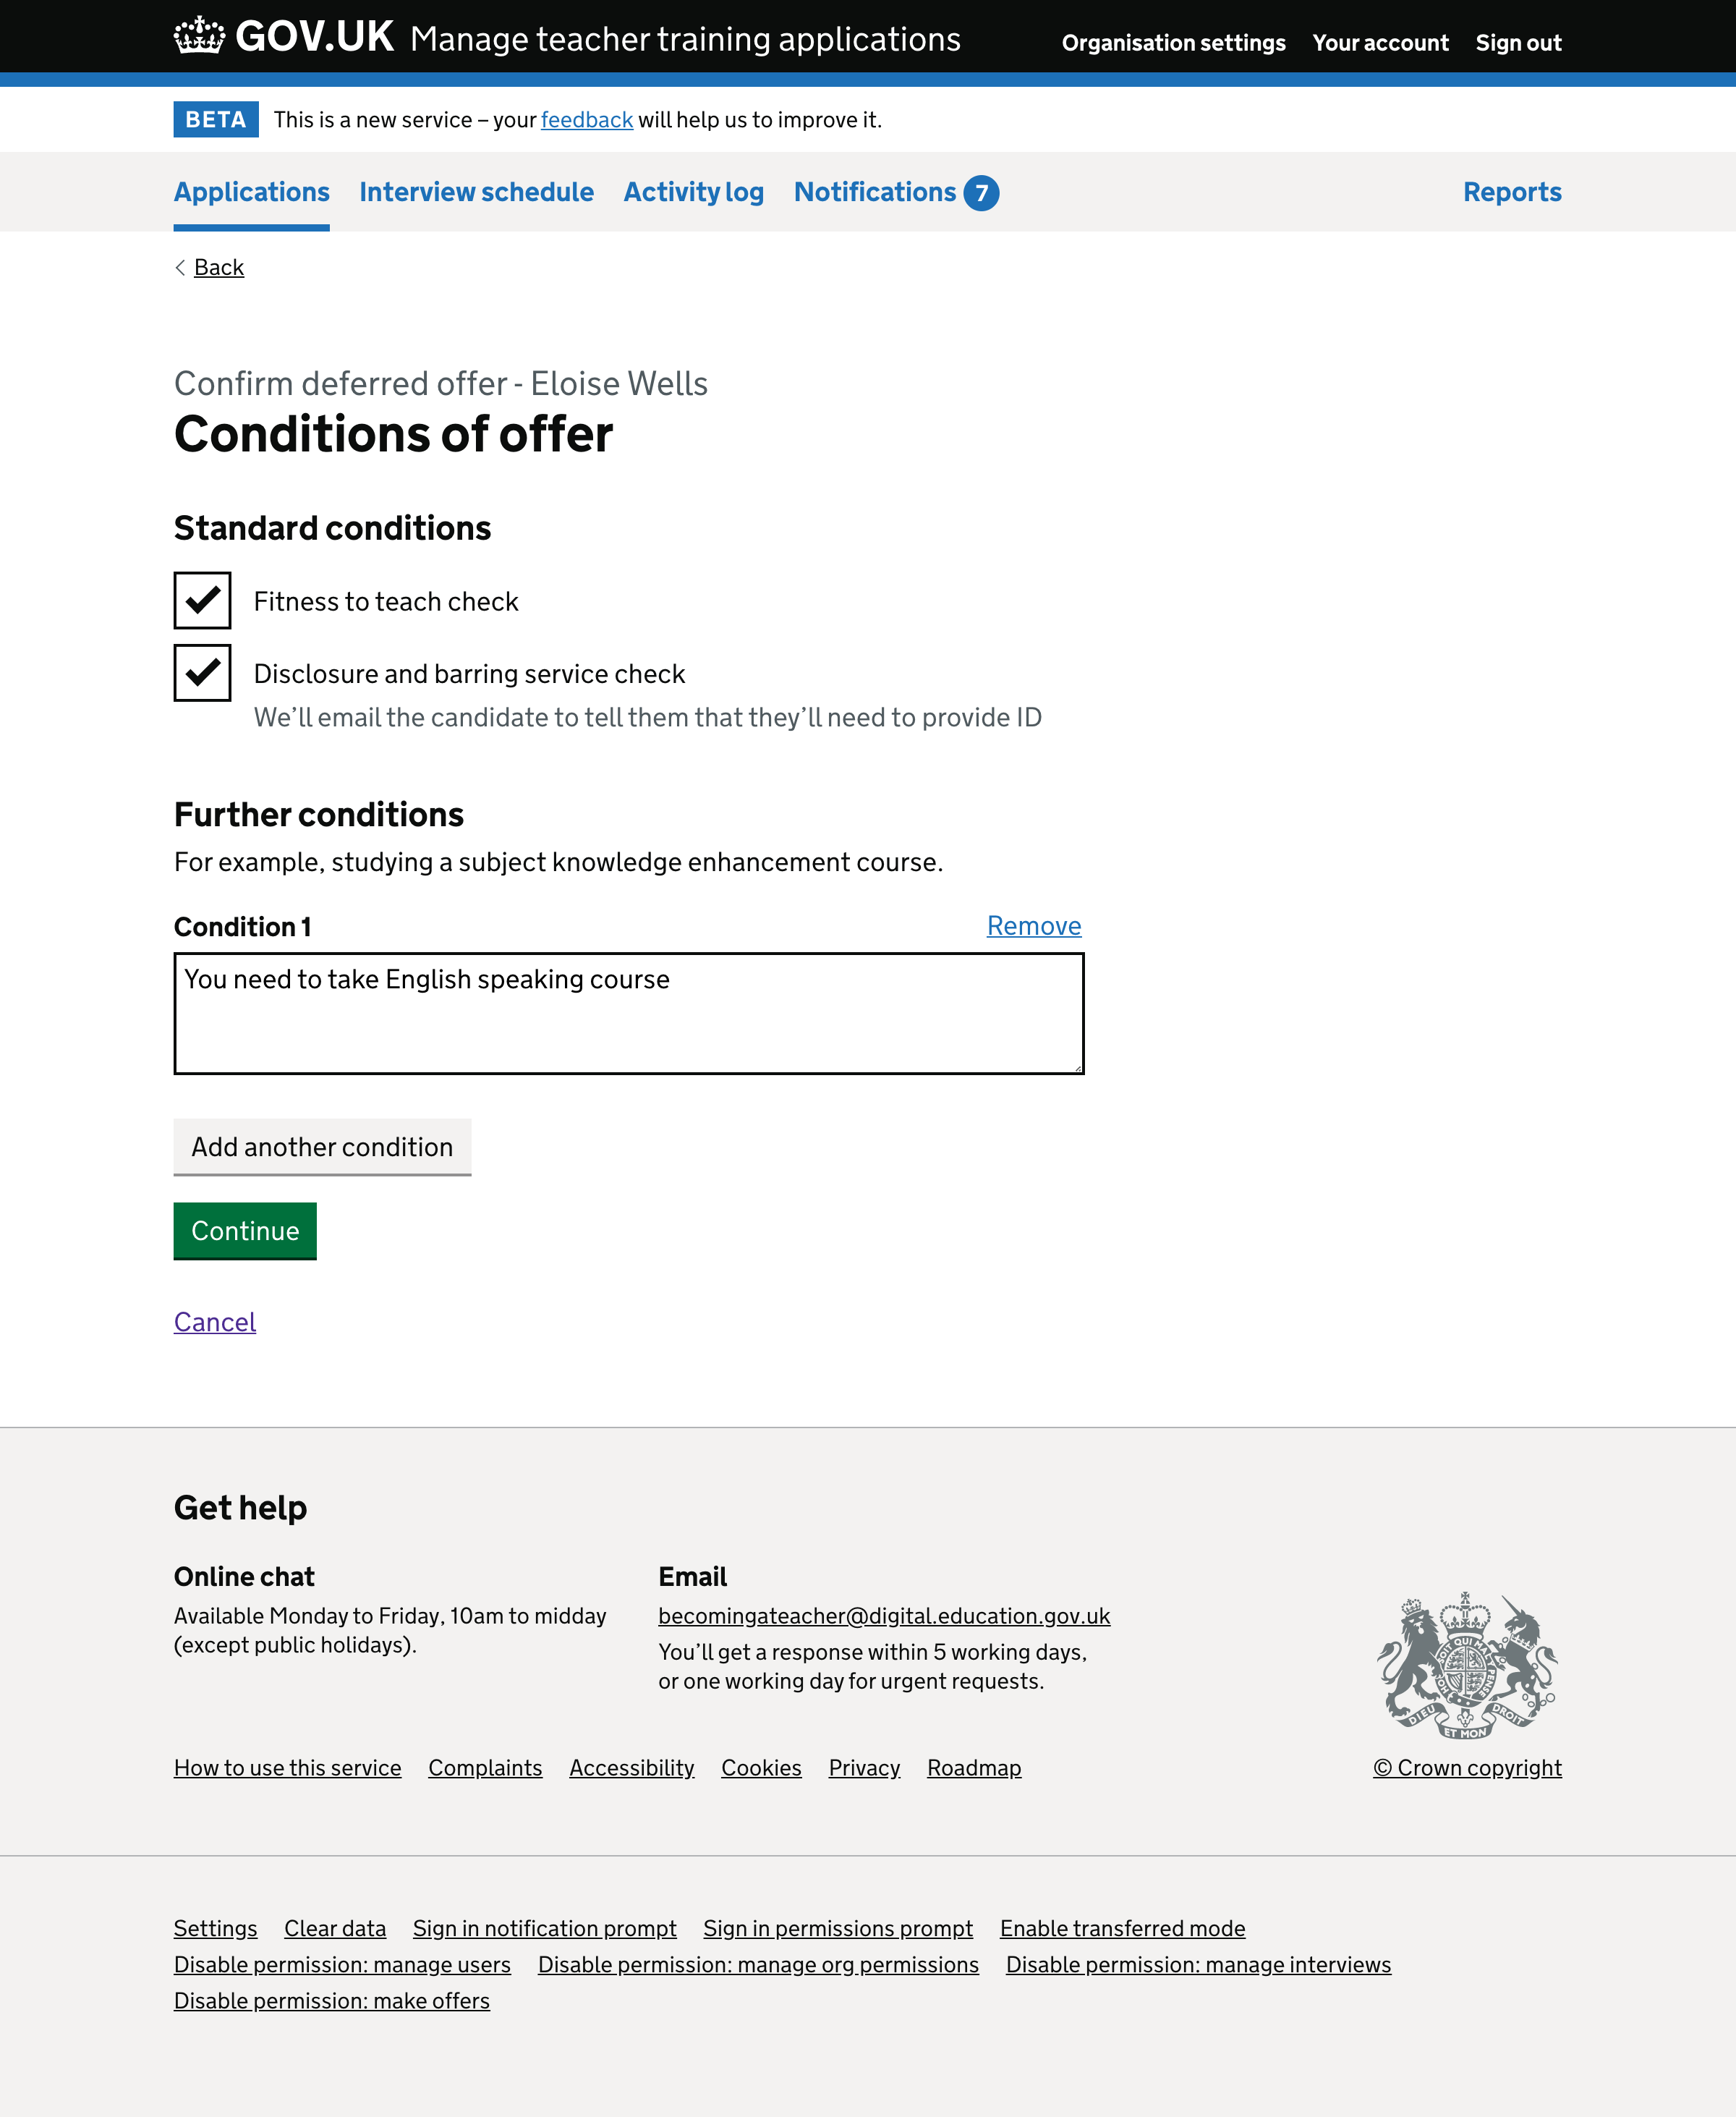 GOV.UK Manage teacher training applications Organisation settings Your account Sign out
BETA This is a new service – your feedback will help us to improve it.
Applications Interview schedule Activity log Notifications 7 Reports
Back
Confirm deferred offer - Eloise Wells
Conditions of offer
Standard conditions
Fitness to teach check
Disclosure and barring service check
We’ll email the candidate to tell them that they’ll need to provide ID
Further conditions
For example, studying a subject knowledge enhancement course.
Condition 1 Remove
You need to take English speaking course
Add another condition
Continue
Cancel
Get help
Online chat
Available Monday to Friday, 10am to midday
(except public holidays).
Email
becomingateacher@digital.education.gov.uk
You’ll get a response within 5 working days,
or one working day for urgent requests.
DIEU ET MON DROIT
How to use this service Complaints Accessibility Cookies Privacy Roadmap © Crown copyright
Settings Clear data Sign in notification prompt Sign in permissions prompt Enable transferred mode
Disable permission: manage users Disable permission: manage org permissions Disable permission: manage interviews
Disable permission: make offers